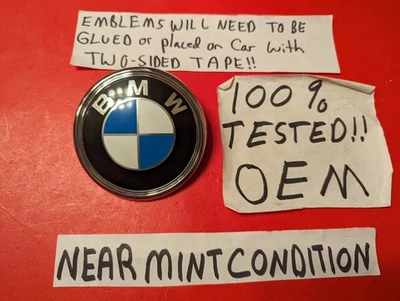 EMBLEMS WILL NEED TO BE
GLUED or placed on Car with
TWO-SIDED TAPE!!
BMW
100%
TESTED!!
OEM
NEAR MINT CONDITION